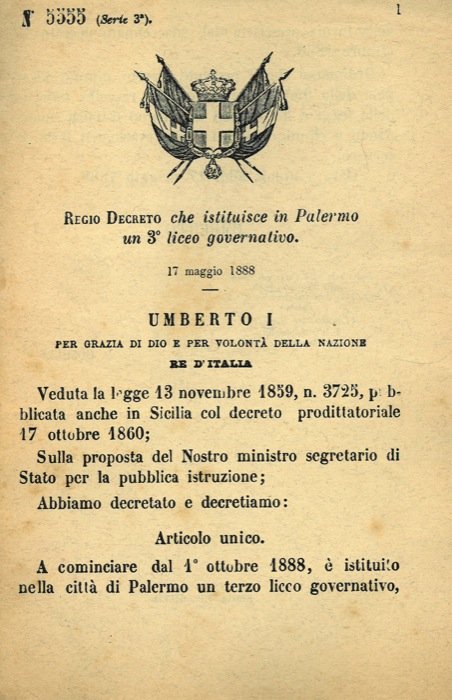 N° 5555 (Serie 3ª).
1
REGIO DECRETO che istituisce in Palermo
un 3° liceo governativo.
17 maggio 1888
UMBERTO I
PER GRAZIA DI DIO E PER VOLONTÀ DELLA NAZIONE
RE D'ITALIA
Veduta la legge 13 novembre 1859, n. 3725, pub-
blicata anche in Sicilia col decreto prodittatoriale
17 ottobre 1860;
Sulla proposta del Nostro ministro segretario di
Stato per la pubblica istruzione;
Abbiamo decretato e decretiamo:
Articolo unico.
A cominciare dal 1° ottobre 1888, è istituito
nella città di Palermo un terzo liceo governativo,